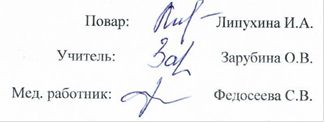 Повар: Липухина И.А.
Учитель: Зарубина О.В.
Мед. работник: Федосеева С.В.